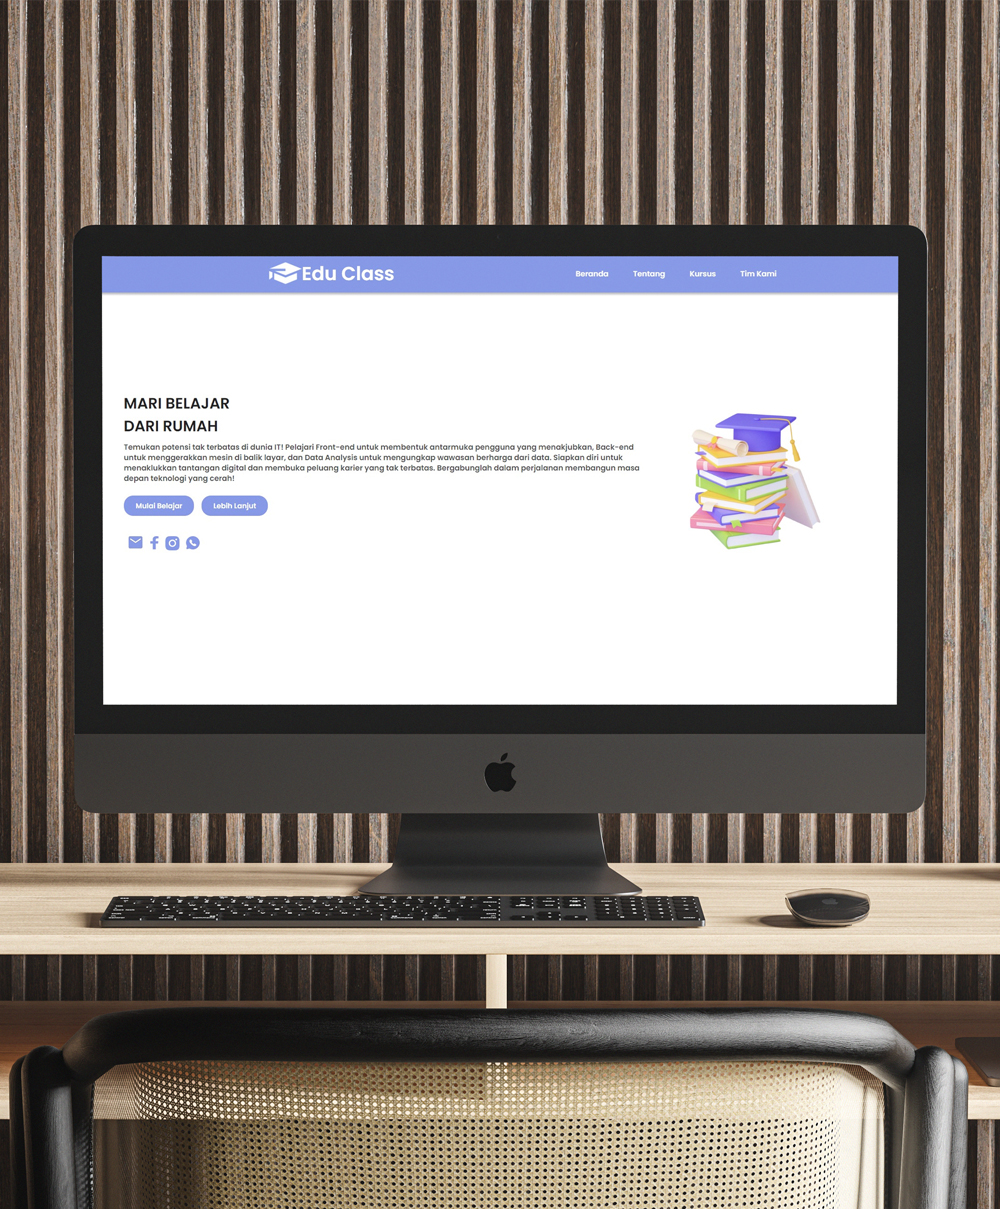 Edu Class
Beranda Tentang Kursus Tim Kami
MARI BELAJAR
DARI RUMAH
Temukan potensi tak terbatas di dunia IT! Pelajari Front-end untuk membentuk antarmuka pengguna yang menakjubkan, Back-end
untuk menggerakkan mesin di balik layar, dan Data Analysis untuk mengungkap wawasan berharga dari data. Siapkan diri untuk
menaklukkan tantangan digital dan membuka peluang karier yang tak terbatas. Bergabunglah dalam perjalanan membangun masa
depan teknologi yang cerah!
Mulai Belajar Lebih Lanjut